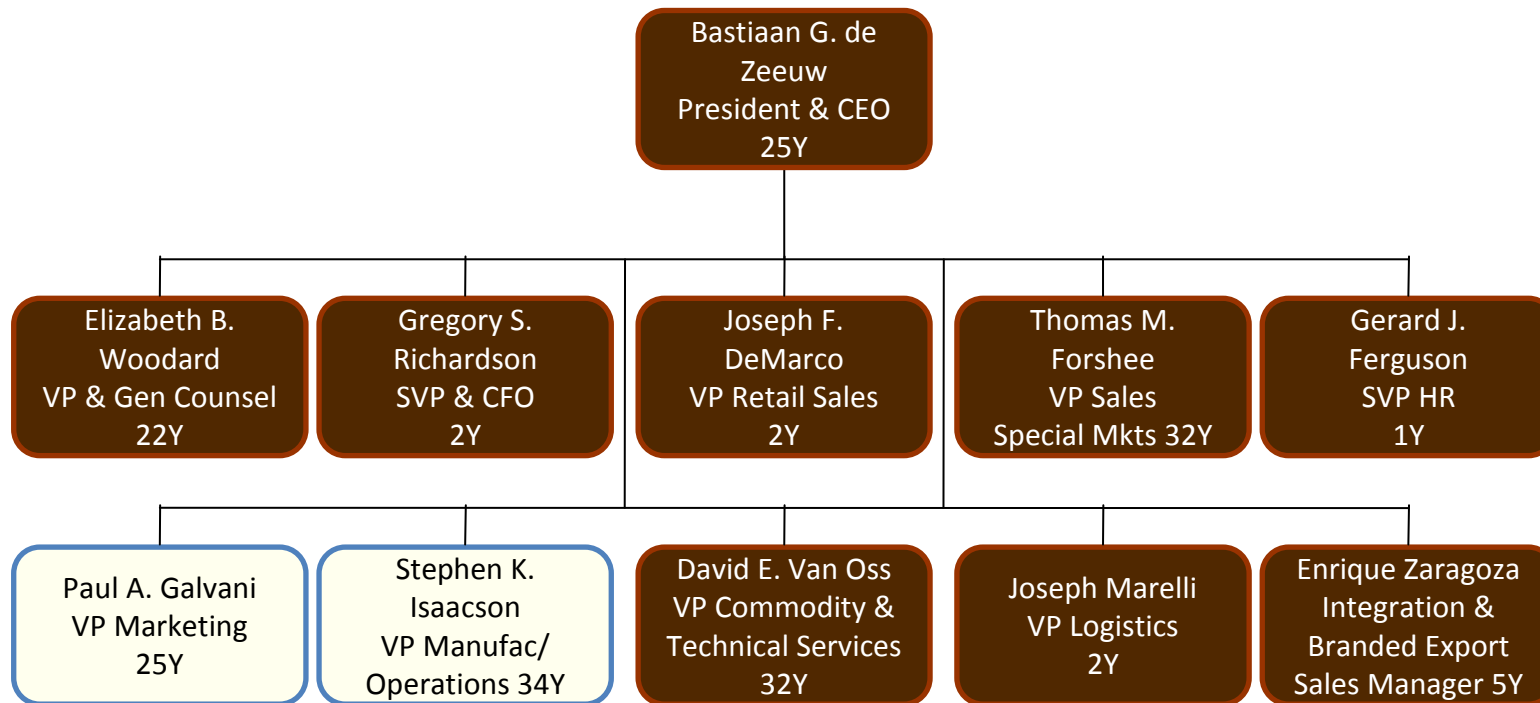 Bastiaan G. de
Zeeuw
President & CEO
25Y
Elizabeth B.
Woodard
VP & Gen Counsel
22Y
Gregory S.
Richardson
SVP & CFO
2Y
Joseph F.
DeMarco
VP Retail Sales
2Y
Thomas M.
Forshee
VP Sales
Special Mkts 32Y
Gerard J.
Ferguson
SVP HR
1Y
Paul A. Galvani
VP Marketing
25Y
Stephen K.
Isaacson
VP Manufac/
Operations 34Y
David E. Van Oss
VP Commodity &
Technical Services
32Y
Joseph Marelli
VP Logistics
2Y
Enrique Zaragoza
Integration &
Branded Export
Sales Manager 5Y